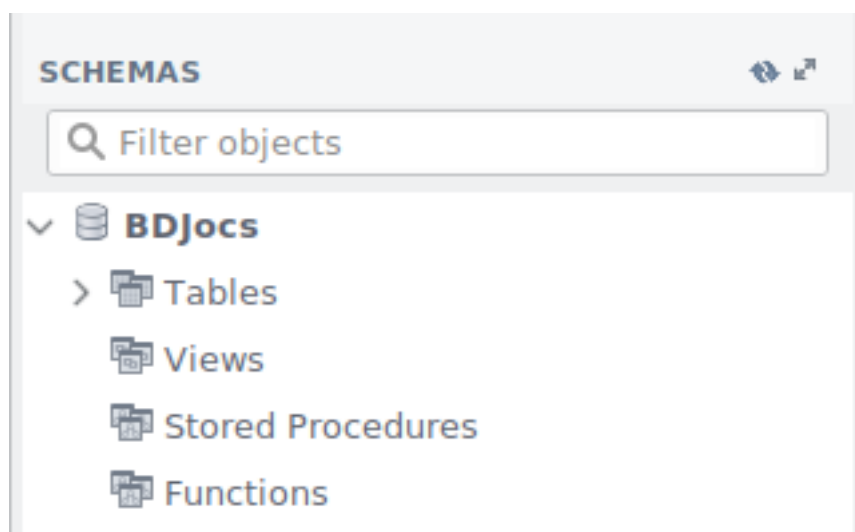 SCHEMAS
Filter objects
BDJocs
Tables
Views
Stored Procedures
Functions